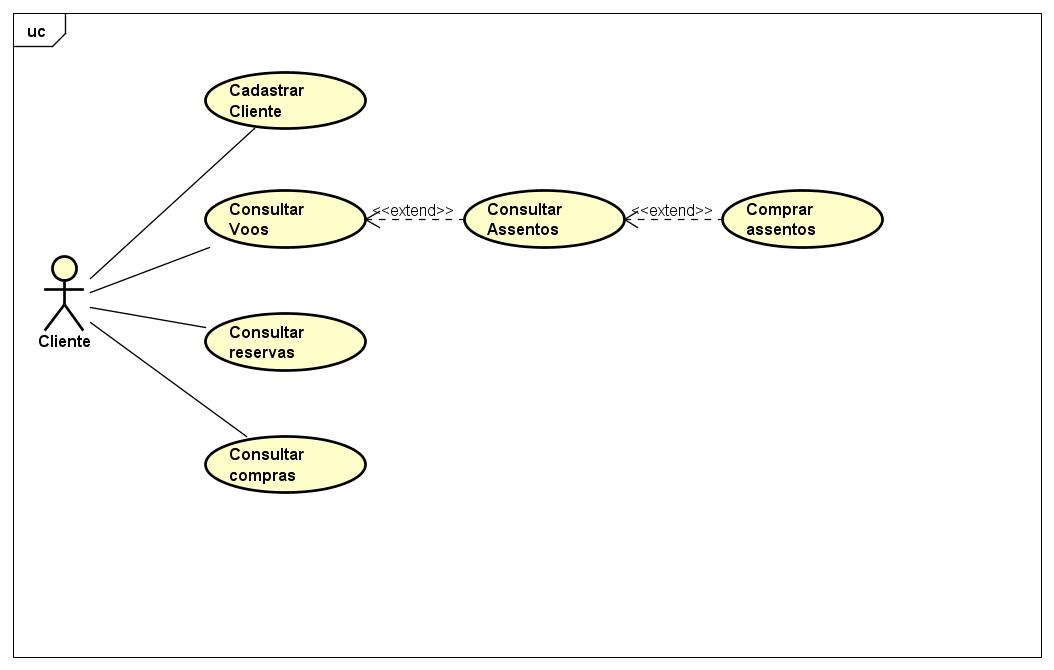 uc
Cadastrar
Cliente
Consultar
Voos
<<extend>>
Consultar
Assentos
<<extend>>
Comprar
assentos
Cliente
Consultar
reservas
Consultar
compras